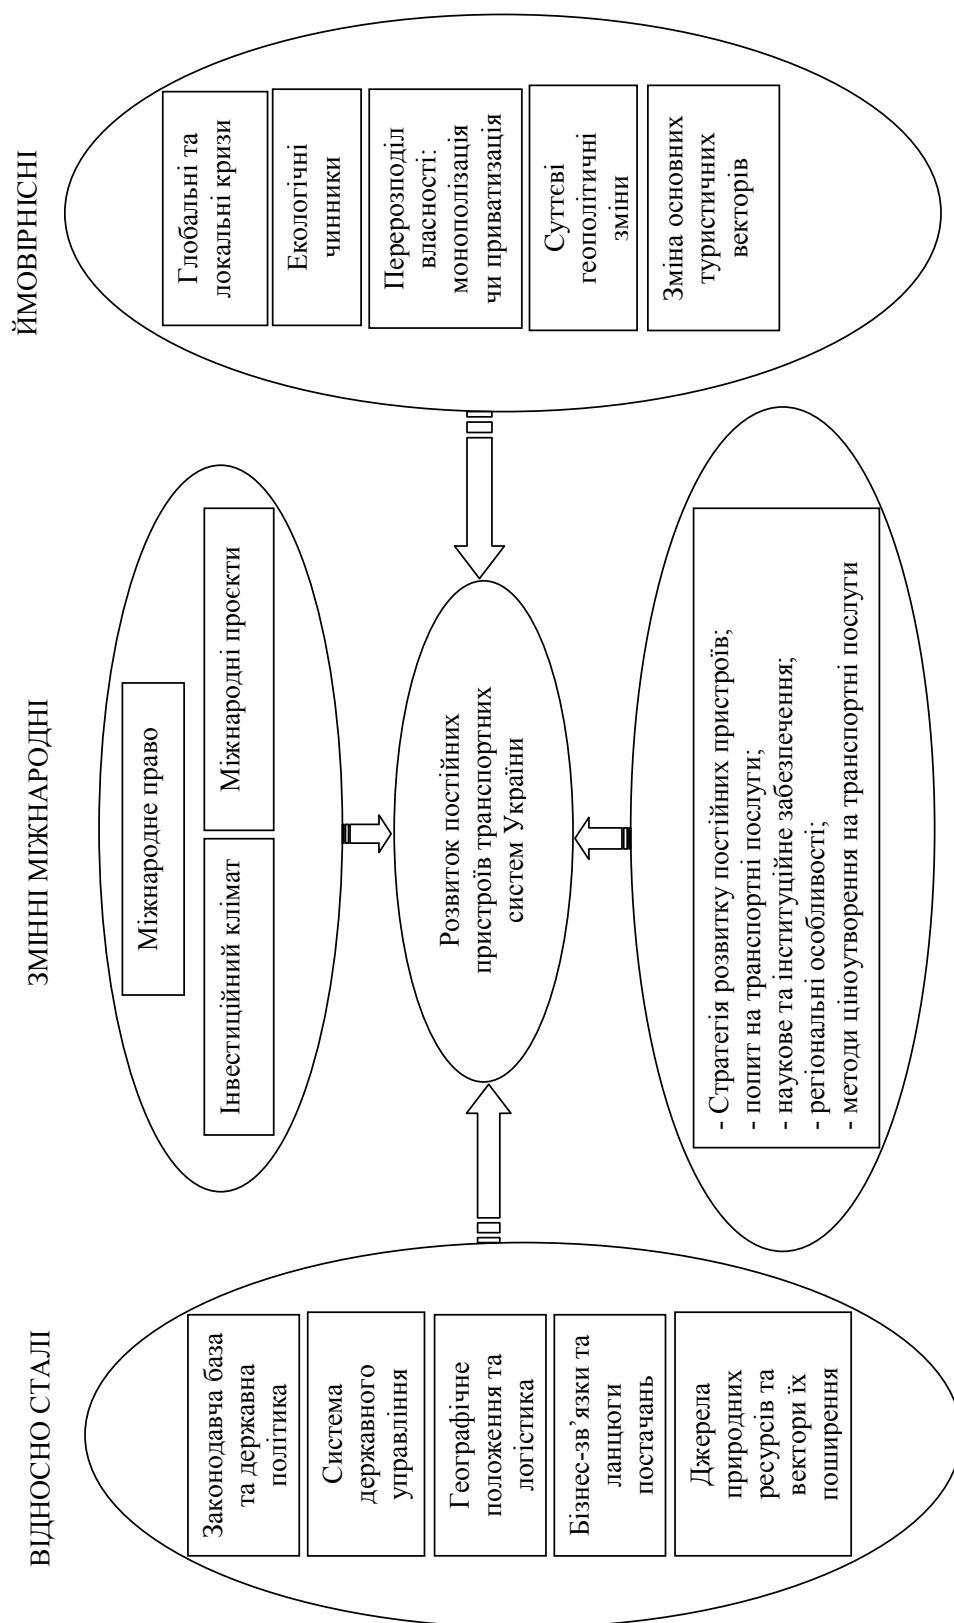 ВІДНОСНО СТАЛІ
Законодавча база
та державна
політика
Система
державного
управління
Географічне
положення та
логістика
Бізнес-зв’язки та
ланцюги
постачань
Джерела
природних
ресурсів та
вектори їх
поширення
ЗМІННІ МІЖНАРОДНІ
Міжнародне право
Інвестиційний клімат
Міжнародні проєкти
Розвиток постійних
пристроїв транспортних
систем України
- Стратегія розвитку постійних пристроїв;
- попит на транспортні послуги;
- наукове та інституційне забезпечення;
- регіональні особливості;
- методи ціноутворення на транспортні послуги
ЙМОВІРНІСНІ
Глобальні та
локальні кризи
Екологічні
чинники
Перерозподіл
власності:
монополізація
чи приватизація
Суттєві
геополітичні
зміни
Зміна основних
туристичних
векторів